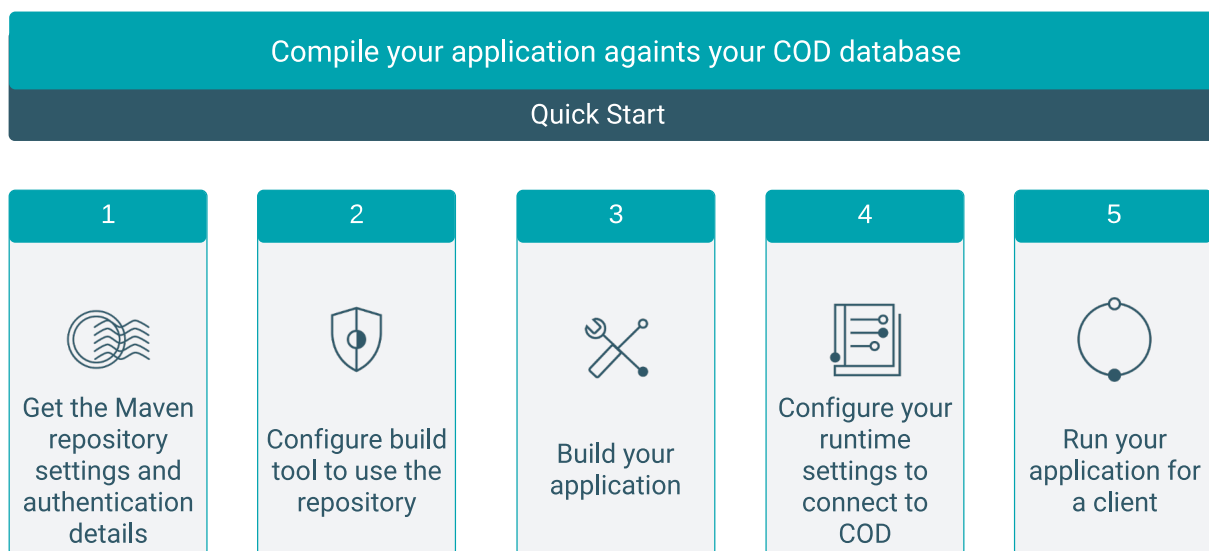 Compile your application againts your COD database
Quick Start
1
Get the Maven
repository
settings and
authentication
details
2
Configure build
tool to use the
repository
3
Build your
application
4
Configure your
runtime
settings to
connect to
COD
5
Run your
application for
a client